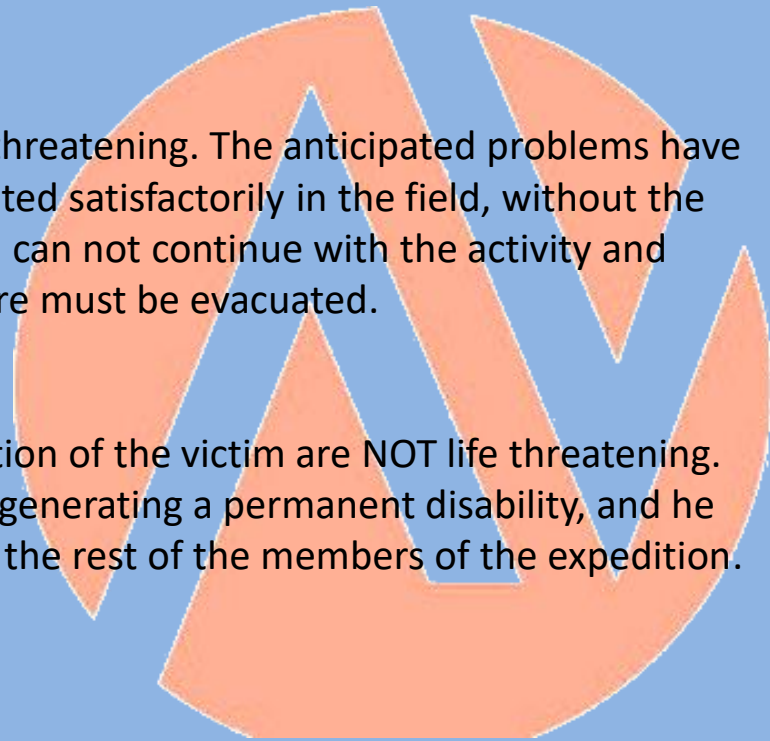 threatening. The anticipated problems have
ted satisfactorily in the field, without the
can not continue with the activity and
re must be evacuated.
tion of the victim are NOT life threatening.
generating a permanent disability, and he
the rest of the members of the expedition.